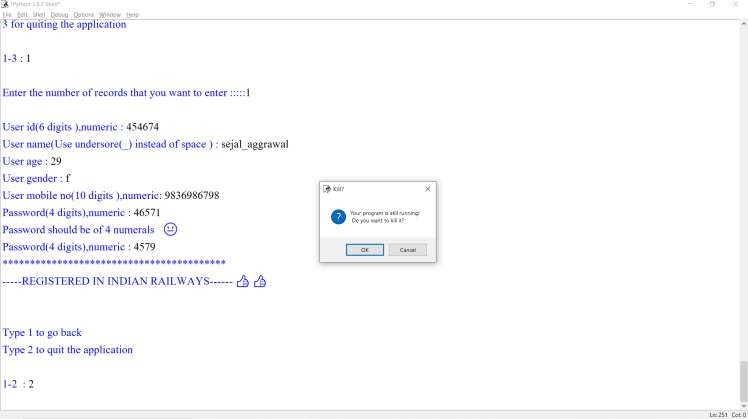 *Python 3.8.5 Shell*
File Edit Shell Debug Options Window Help
3 for quiting the application
1-3 : 1
Enter the number of records that you want to enter :::::1
User id(6 digits ),numeric : 454674
User name(Use undersore(_) instead of space ) : sejal_aggrawal
User age : 29
User gender : f
User mobile no(10 digits ),numeric: 9836986798
Password(4 digits),numeric : 46571
Password should be of 4 numerals
Password(4 digits),numeric : 4579
*****************************************
-----REGISTERED IN INDIAN RAILWAYS------
Type 1 to go back
Type 2 to quit the application
1-2 : 2
Kill?
Your program is still running!
Do you want to kill it?
OK Cancel
Ln: 251 Col: 0